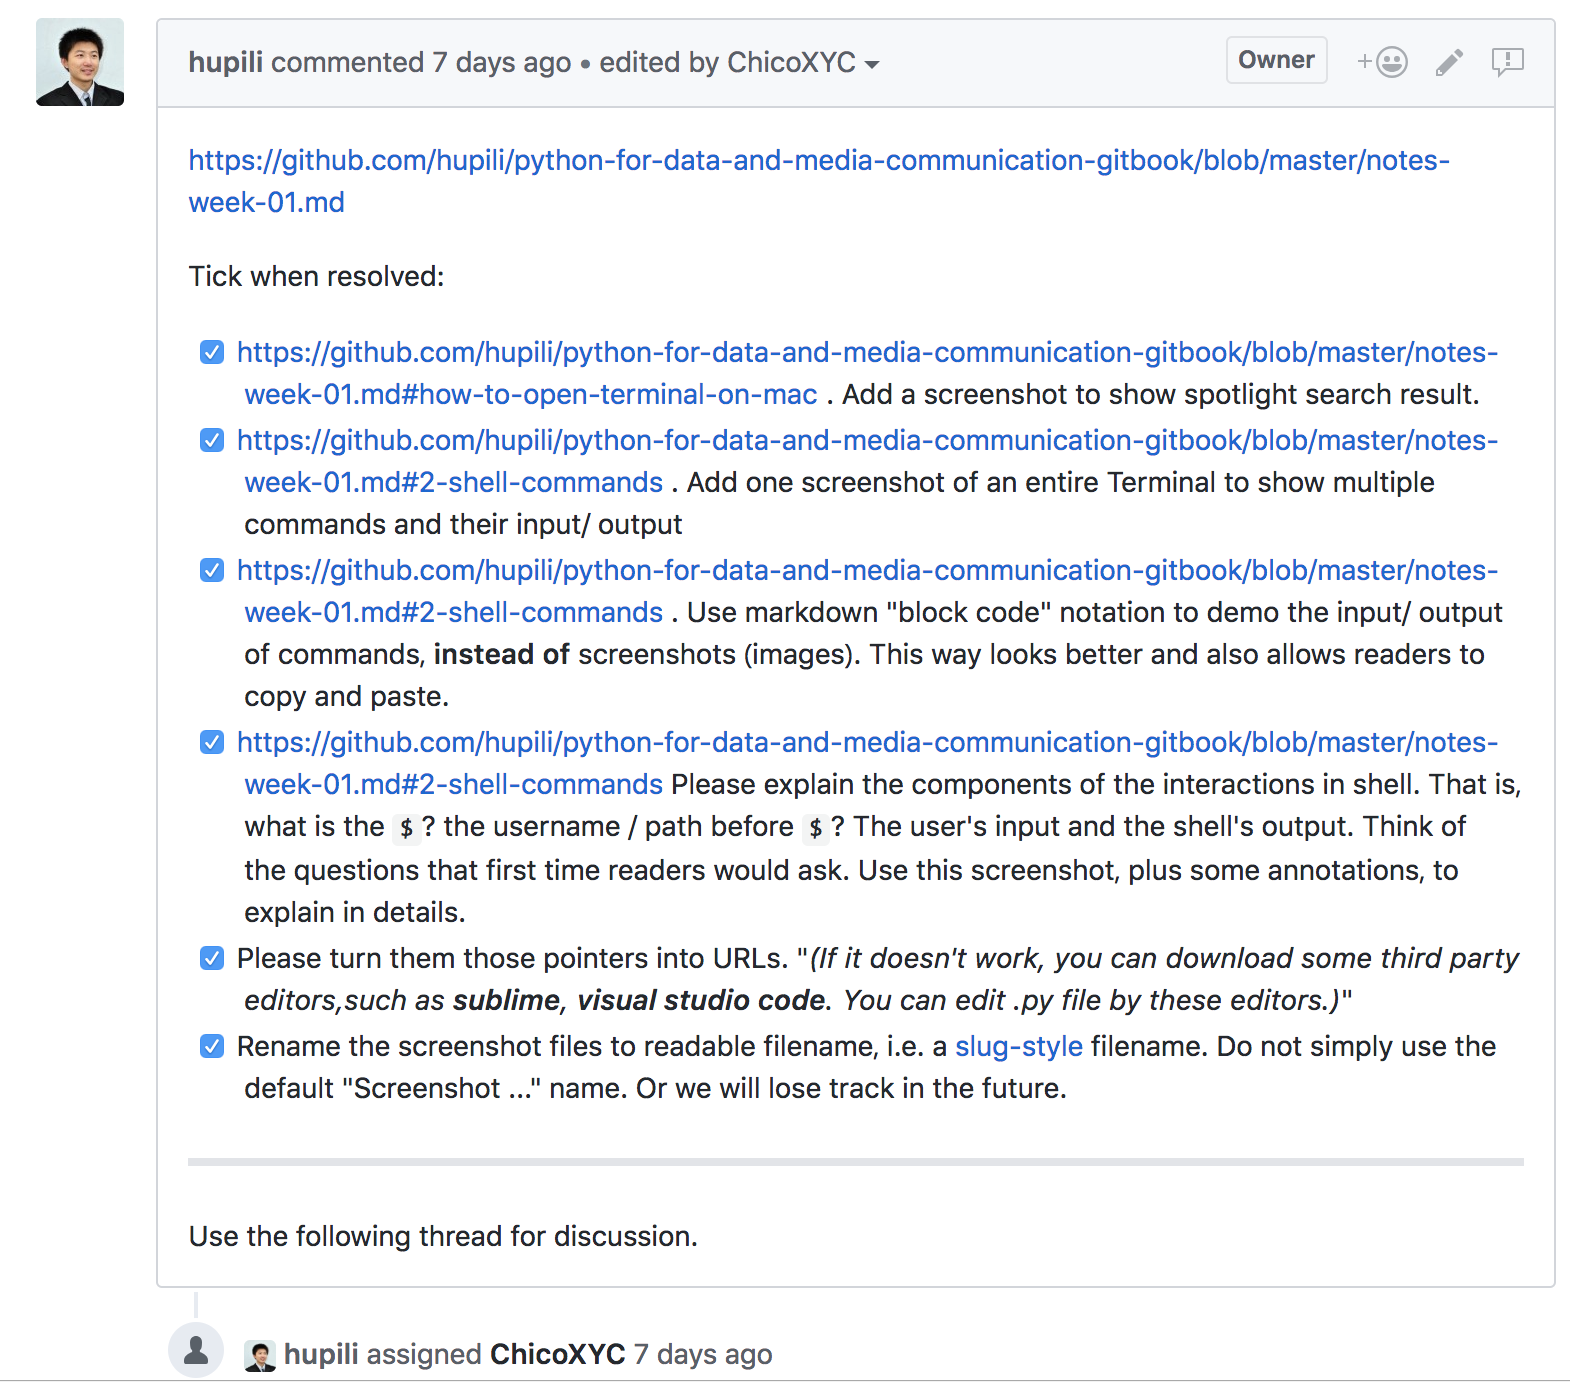 hupili commented 7 days ago • edited by ChicoXYC
Owner
https://github.com/hupili/python-for-data-and-media-communication-gitbook/blob/master/notes-
week-01.md
Tick when resolved:
https://github.com/hupili/python-for-data-and-media-communication-gitbook/blob/master/notes-
week-01.md#how-to-open-terminal-on-mac . Add a screenshot to show spotlight search result.
https://github.com/hupili/python-for-data-and-media-communication-gitbook/blob/master/notes-
week-01.md#2-shell-commands . Add one screenshot of an entire Terminal to show multiple
commands and their input/ output
https://github.com/hupili/python-for-data-and-media-communication-gitbook/blob/master/notes-
week-01.md#2-shell-commands . Use markdown "block code" notation to demo the input/ output
of commands, instead of screenshots (images). This way looks better and also allows readers to
copy and paste.
https://github.com/hupili/python-for-data-and-media-communication-gitbook/blob/master/notes-
week-01.md#2-shell-commands Please explain the components of the interactions in shell. That is,
what is the $? the username / path before $? The user's input and the shell's output. Think of
the questions that first time readers would ask. Use this screenshot, plus some annotations, to
explain in details.
Please turn them those pointers into URLs. "(If it doesn't work, you can download some third party
editors,such as sublime, visual studio code. You can edit .py file by these editors.)"
Rename the screenshot files to readable filename, i.e. a slug-style filename. Do not simply use the
default "Screenshot ..." name. Or we will lose track in the future.
Use the following thread for discussion.
hupili assigned ChicoXYC 7 days ago